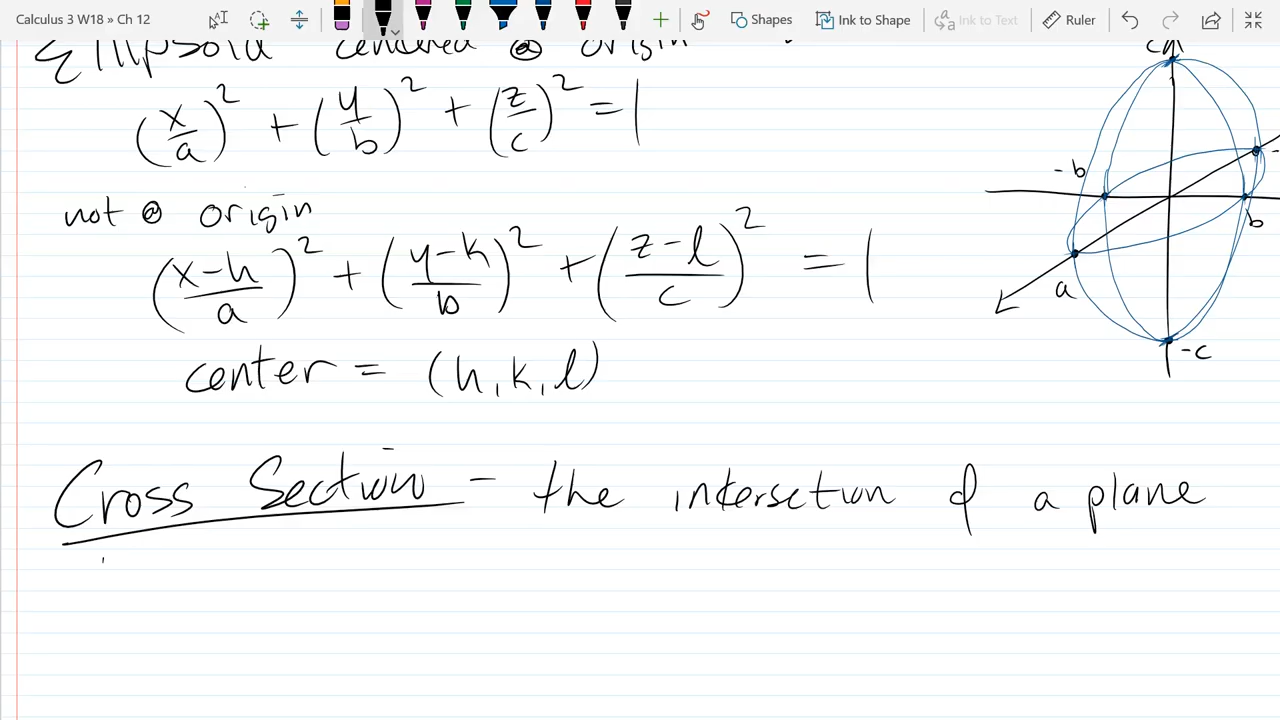 Calculus 3 W18 » Ch 12
Shapes Ink to Shape Ink to Text Ruler
Ellipsoid centered @ origin
(x/a)² + (y/b)² + (z/c)² = 1
not @ origin
((x-h)/a)² + ((y-k)/b)² + ((z-l)/c)² = 1
center = (h, k, l)
Cross Section - the intersection of a plane
c
-b
b
a
-c